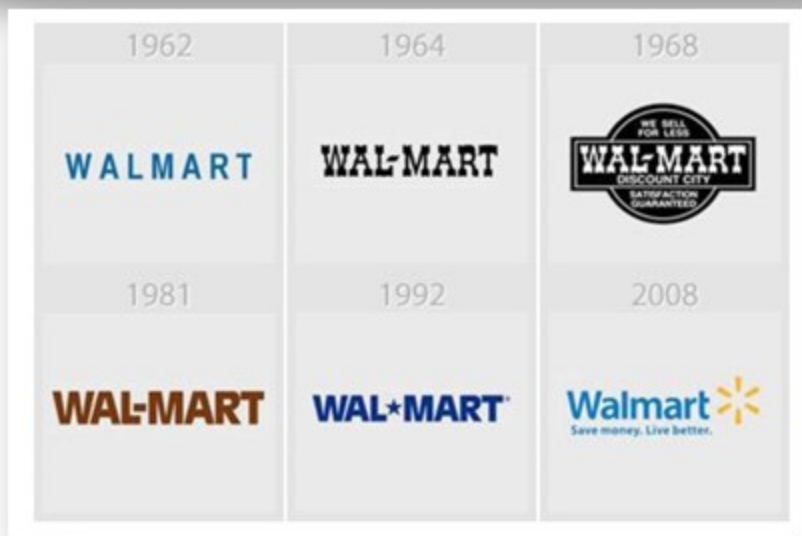 1962
1964
1968
WALMART
WAL-MART
WE SELL
FOR LESS
WAL-MART
DISCOUNT CITY
SATISFACTION
GUARANTEED
1981
1992
2008
WAL-MART
WAL★MART
Walmart
Save money. Live better.